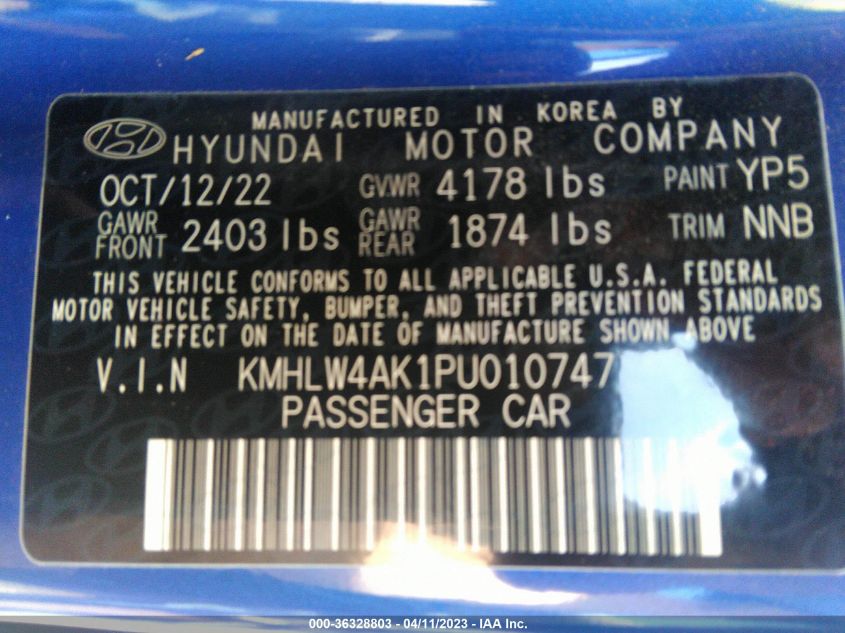 MANUFACTURED IN KOREA BY
HYUNDAI MOTOR COMPANY
OCT/12/22 GVWR 4178 lbs PAINT YP5
GAWR FRONT 2403 lbs GAWR REAR 1874 lbs TRIM NNB
THIS VEHICLE CONFORMS TO ALL APPLICABLE U.S.A. FEDERAL
MOTOR VEHICLE SAFETY, BUMPER, AND THEFT PREVENTION STANDARDS
IN EFFECT ON THE DATE OF MANUFACTURE SHOWN ABOVE
V.I.N KMHLW4AK1PU010747
PASSENGER CAR
000-36328803 - 04/11/2023 - IAA Inc.